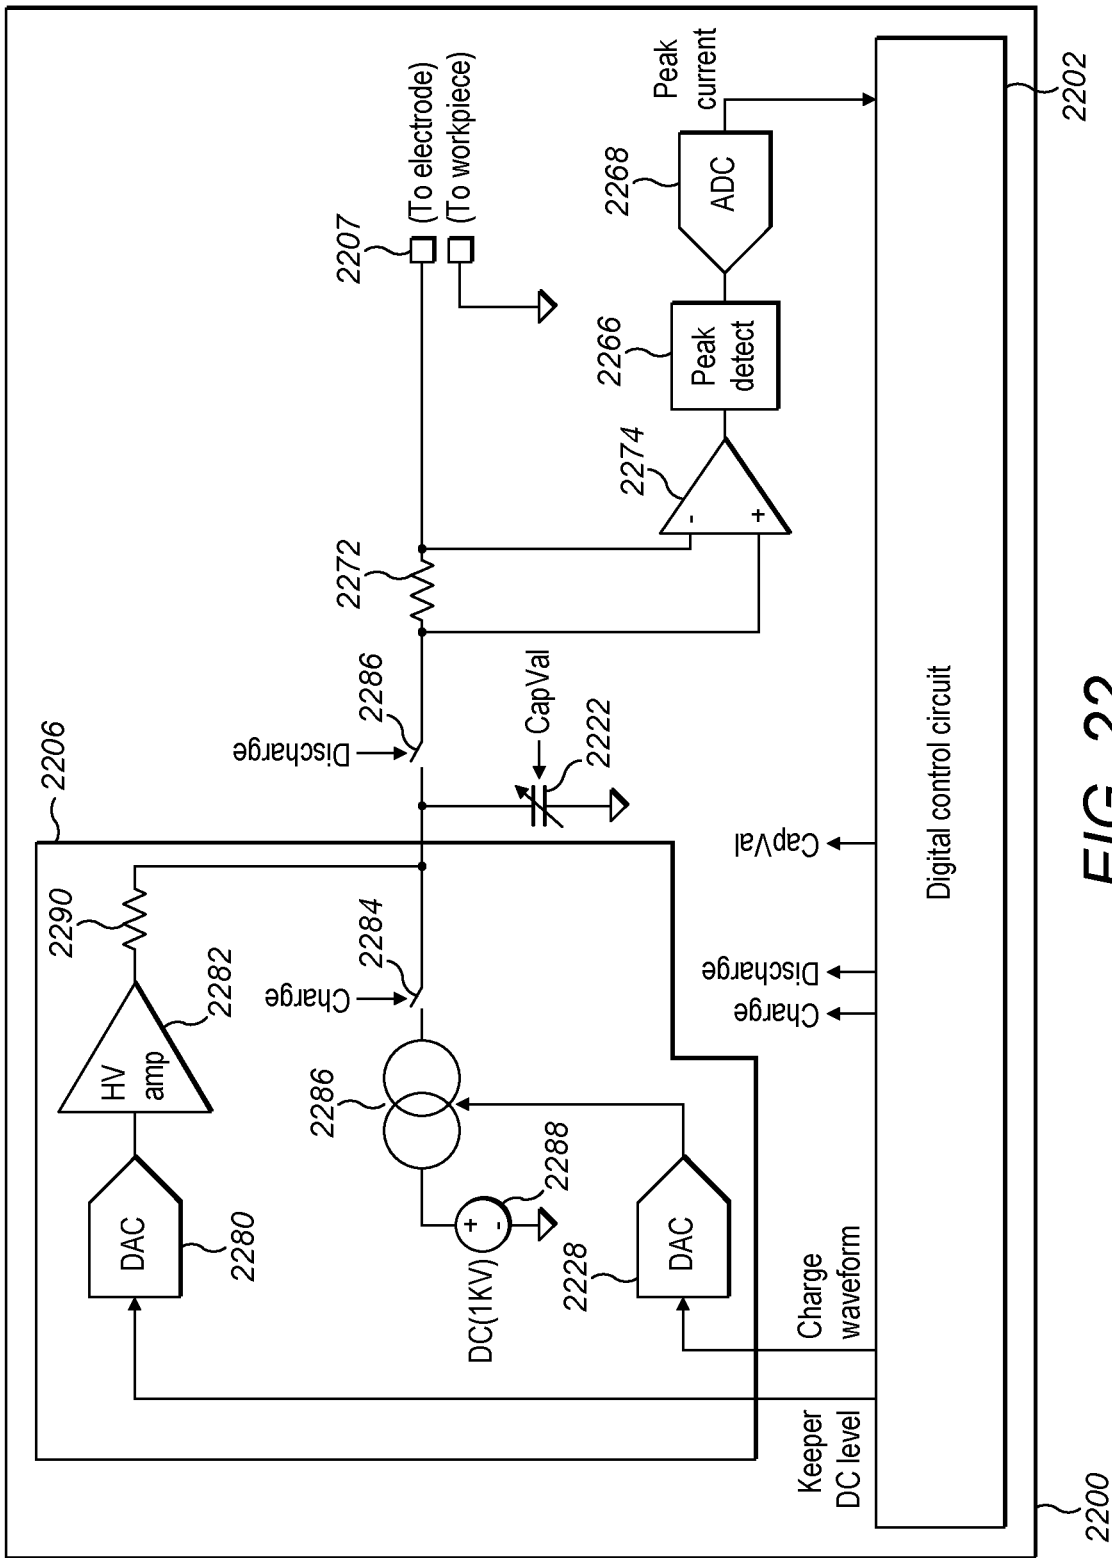 2206
2290
HV
amp
2282
DAC
2280
Charge
2284
2286
DC(1KV)
+
-
2288
2228
DAC
Discharge
2286
CapVal
2222
2272
2207
(To electrode)
(To workpiece)
-
+
2274
Peak
detect
2266
ADC
2268
Peak
current
Keeper
DC level
Charge
waveform
Charge
Discharge
CapVal
Digital control circuit
2202
2200
FIG. 22